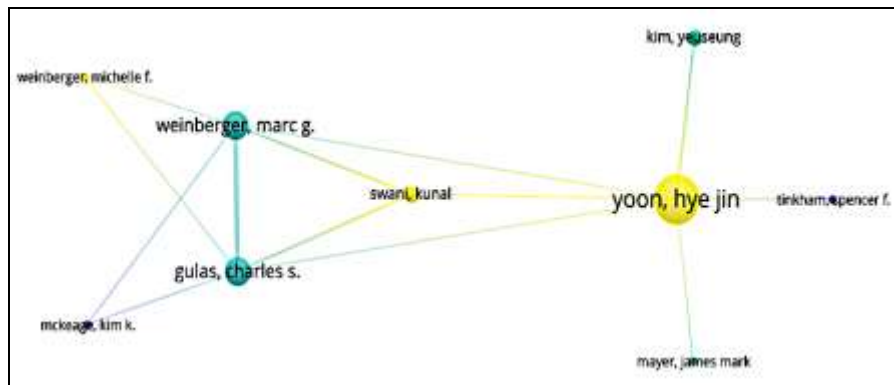 kim, yeuseung
weinberger, michelle f.
weinberger, marc g.
swani, kunal
yoon, hye jin
tinkham, spencer f.
gulas, charles s.
mckeage, kim k.
mayer, james mark